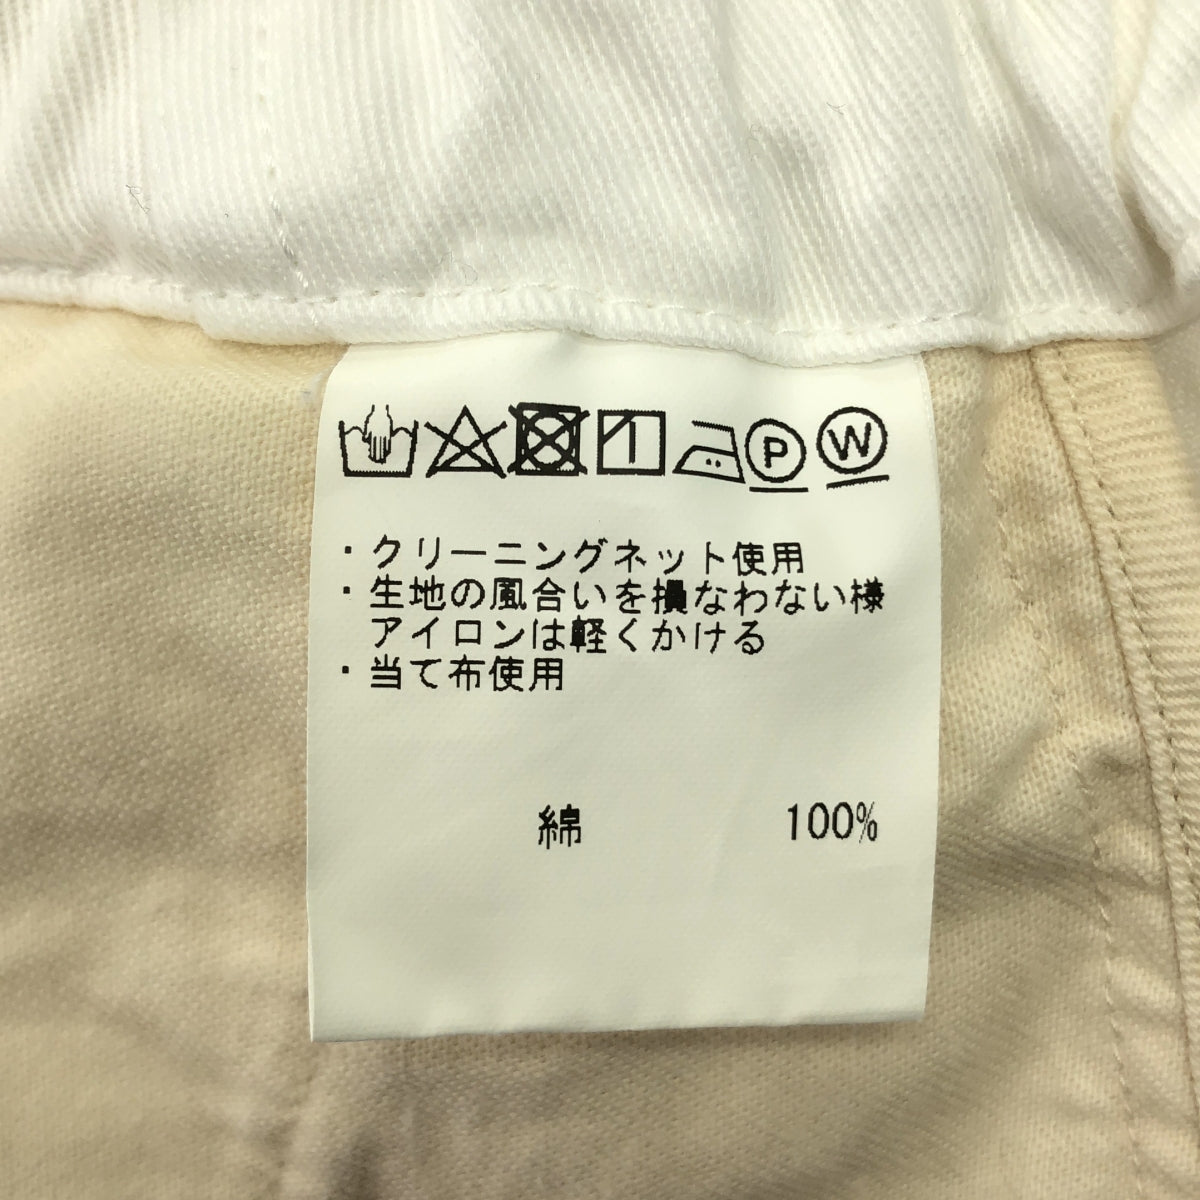 P W
・クリーニングネット使用
・生地の風合いを損なわない様
アイロンは軽くかける
・当て布使用
綿 100%